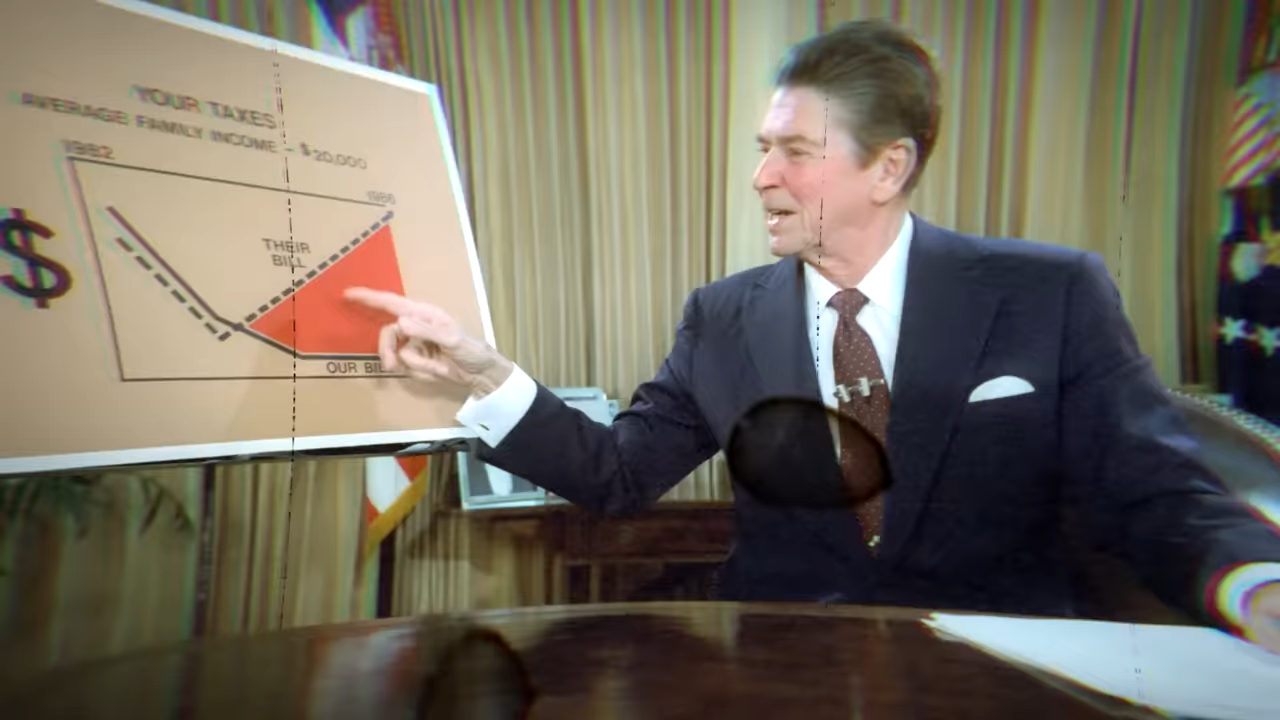 YOUR TAXES
AVERAGE FAMILY INCOME - $20,000
1982
1986
$
THEIR
BILL
OUR BILL